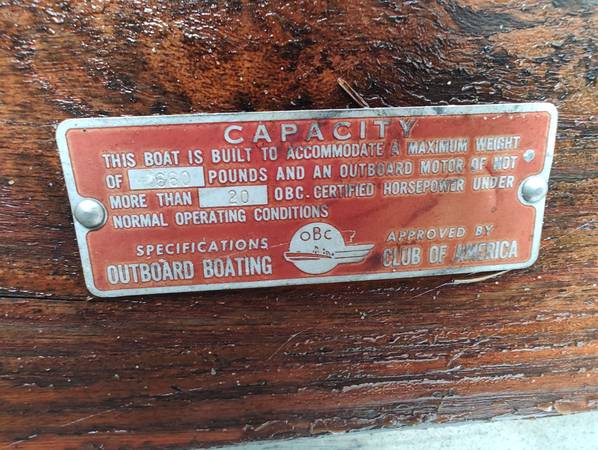 CAPACITY
THIS BOAT IS BUILT TO ACCOMMODATE A MAXIMUM WEIGHT
OF 680 POUNDS AND AN OUTBOARD MOTOR OF NOT
MORE THAN 20 OBC. CERTIFIED HORSEPOWER UNDER
NORMAL OPERATING CONDITIONS
OBC
SPECIFICATIONS APPROVED BY
OUTBOARD BOATING CLUB OF AMERICA